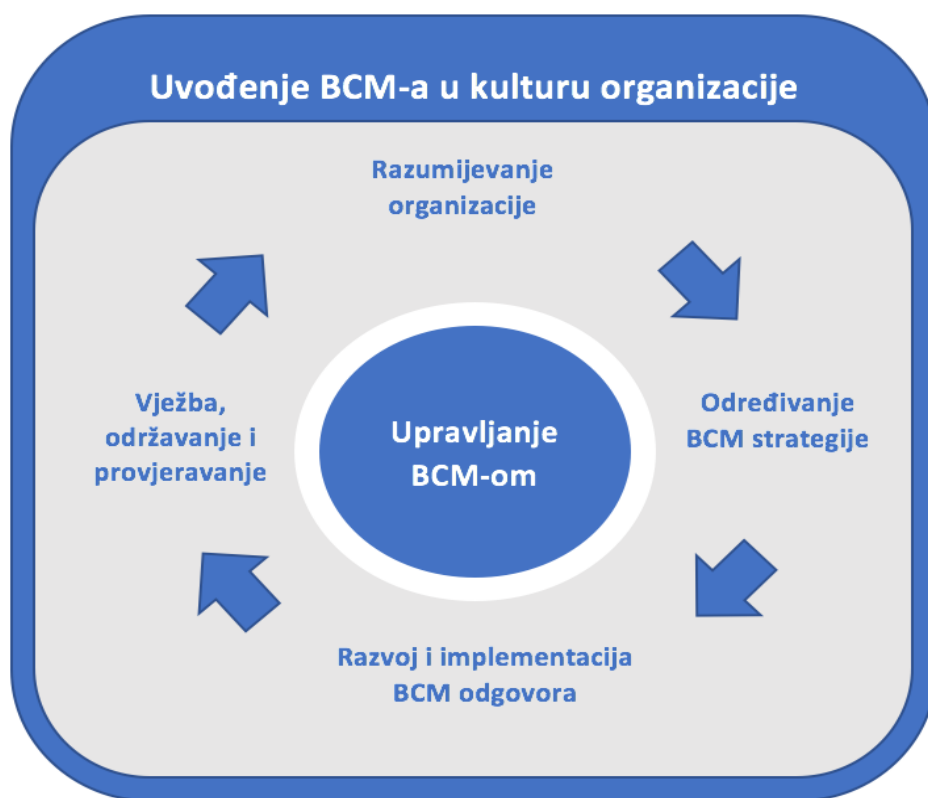 Uvođenje BCM-a u kulturu organizacije
Razumijevanje
organizacije
Određivanje
BCM strategije
Razvoj i implementacija
BCM odgovora
Vježba,
održavanje i
provjeravanje
Upravljanje
BCM-om